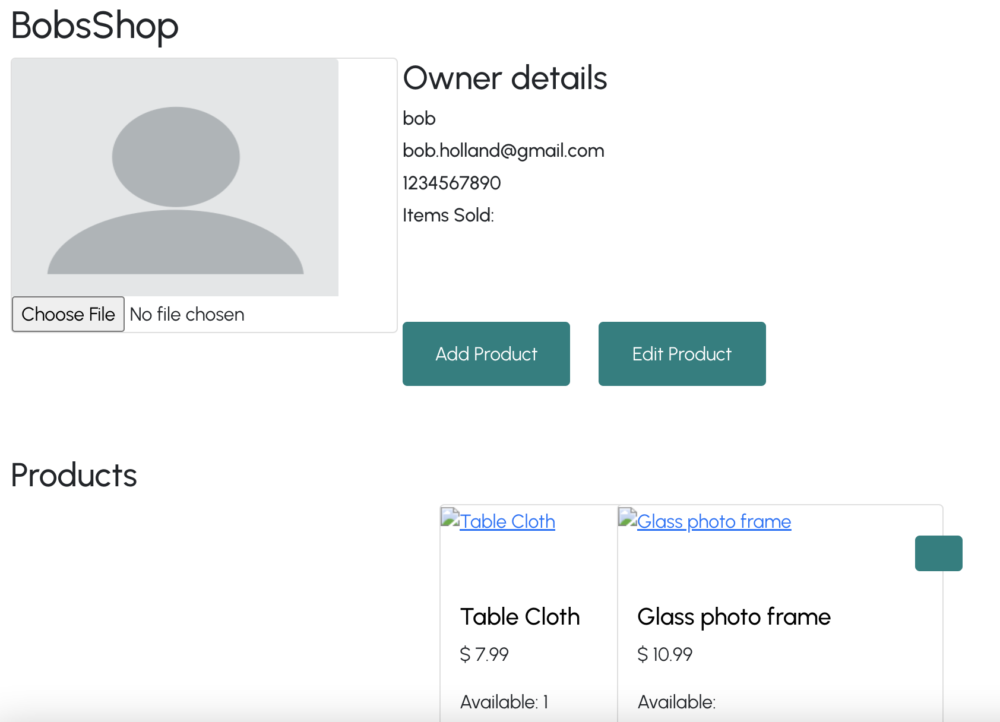 BobsShop
Owner details
bob
bob.holland@gmail.com
1234567890
Items Sold:
Choose File No file chosen
Add Product Edit Product
Products
Table Cloth Glass photo frame
Table Cloth Glass photo frame
$ 7.99 $ 10.99
Available: 1 Available: